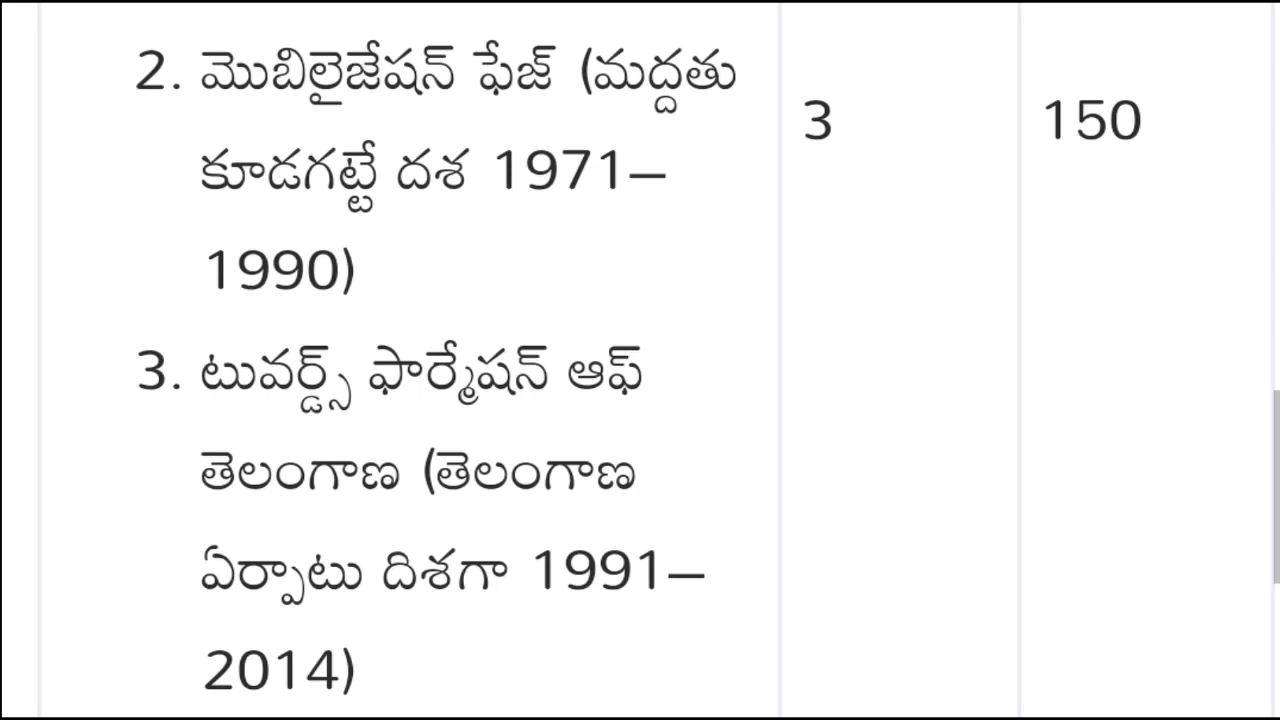 2. మొబిలైజేషన్ ఫేజ్ (మద్దతు
కూడగట్టే దశ 1971–
1990)
3. టువర్డ్స్ ఫార్మేషన్ ఆఫ్
తెలంగాణ (తెలంగాణ
ఏర్పాటు దిశగా 1991–
2014)
3
150